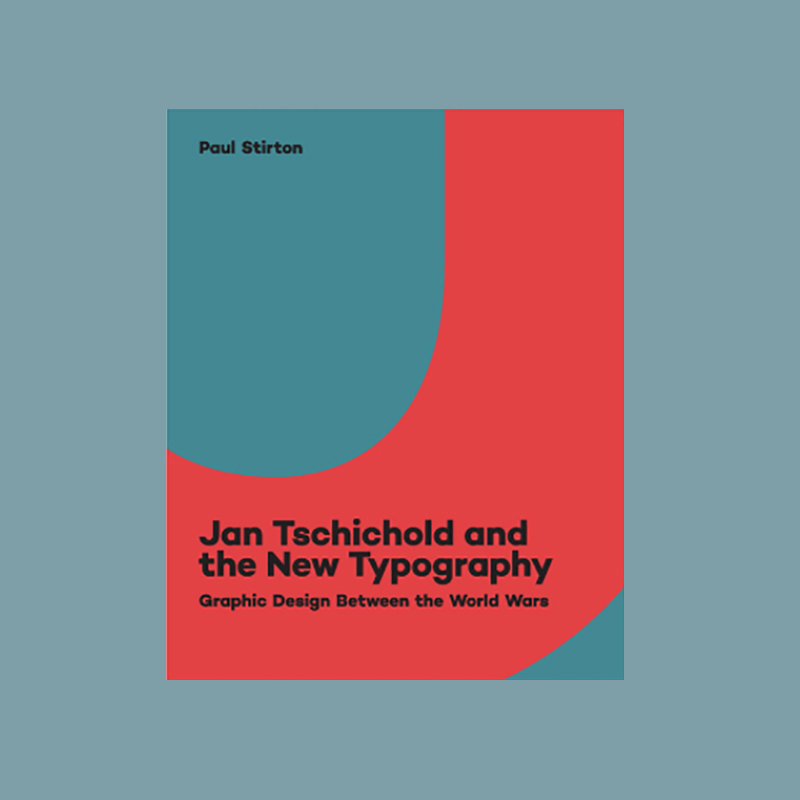 Paul Stirton
Jan Tschichold and
the New Typography
Graphic Design Between the World Wars